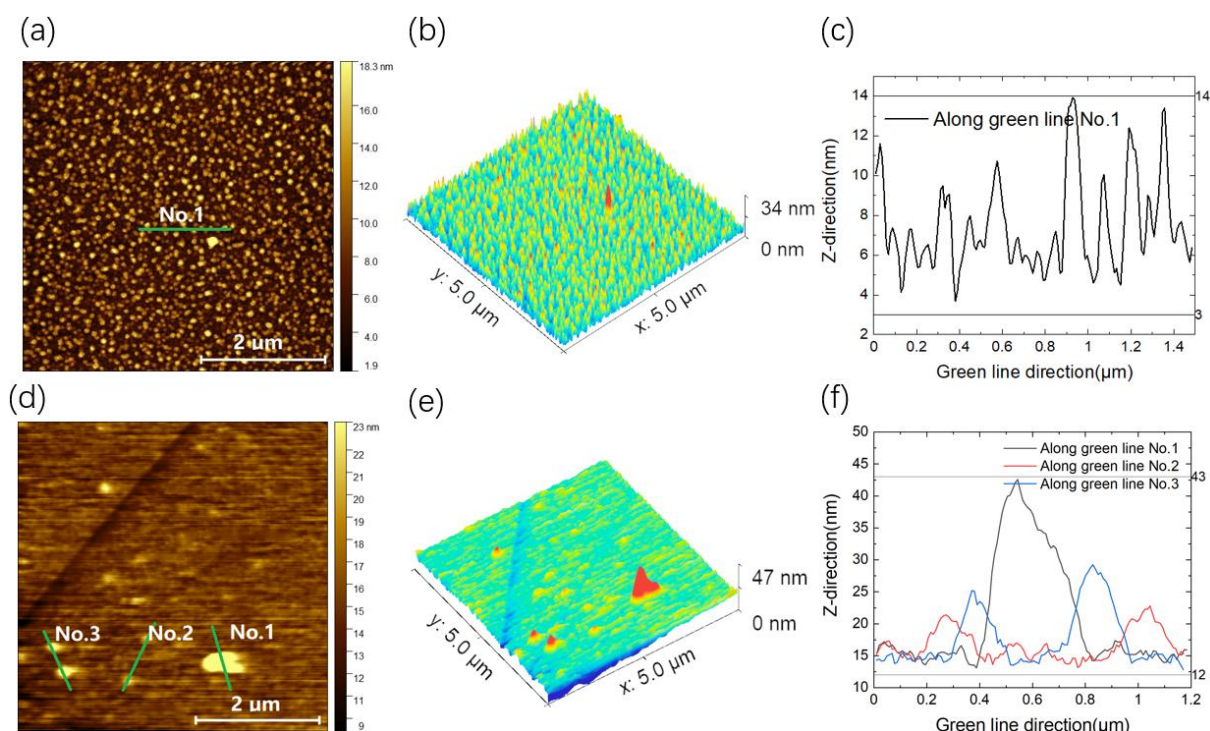 (a)
No.1
2 um
18.3 nm
16.0
14.0
12.0
10.0
8.0
6.0
4.0
1.9
(b)
34 nm
0 nm
y: 5.0 µm
x: 5.0 µm
(c)
Along green line No.1
Z-direction(nm)
14
12
10
8
6
4
2
14
3
0
0.2
0.4
0.6
0.8
1
1.2
1.4
Green line direction(µm)
(d)
No.3
No.2
No.1
2 µm
23 nm
22
21
20
19
18
17
16
15
14
13
12
11
9
(e)
47 nm
0 nm
y: 5.0 µm
x: 5.0 µm
(f)
Along green line No.1
Along green line No.2
Along green line No.3
Z-direction(nm)
50
45
40
35
30
25
20
15
10
43
12
0.0
0.2
0.4
0.6
0.8
1.0
1.2
Green line direction(µm)